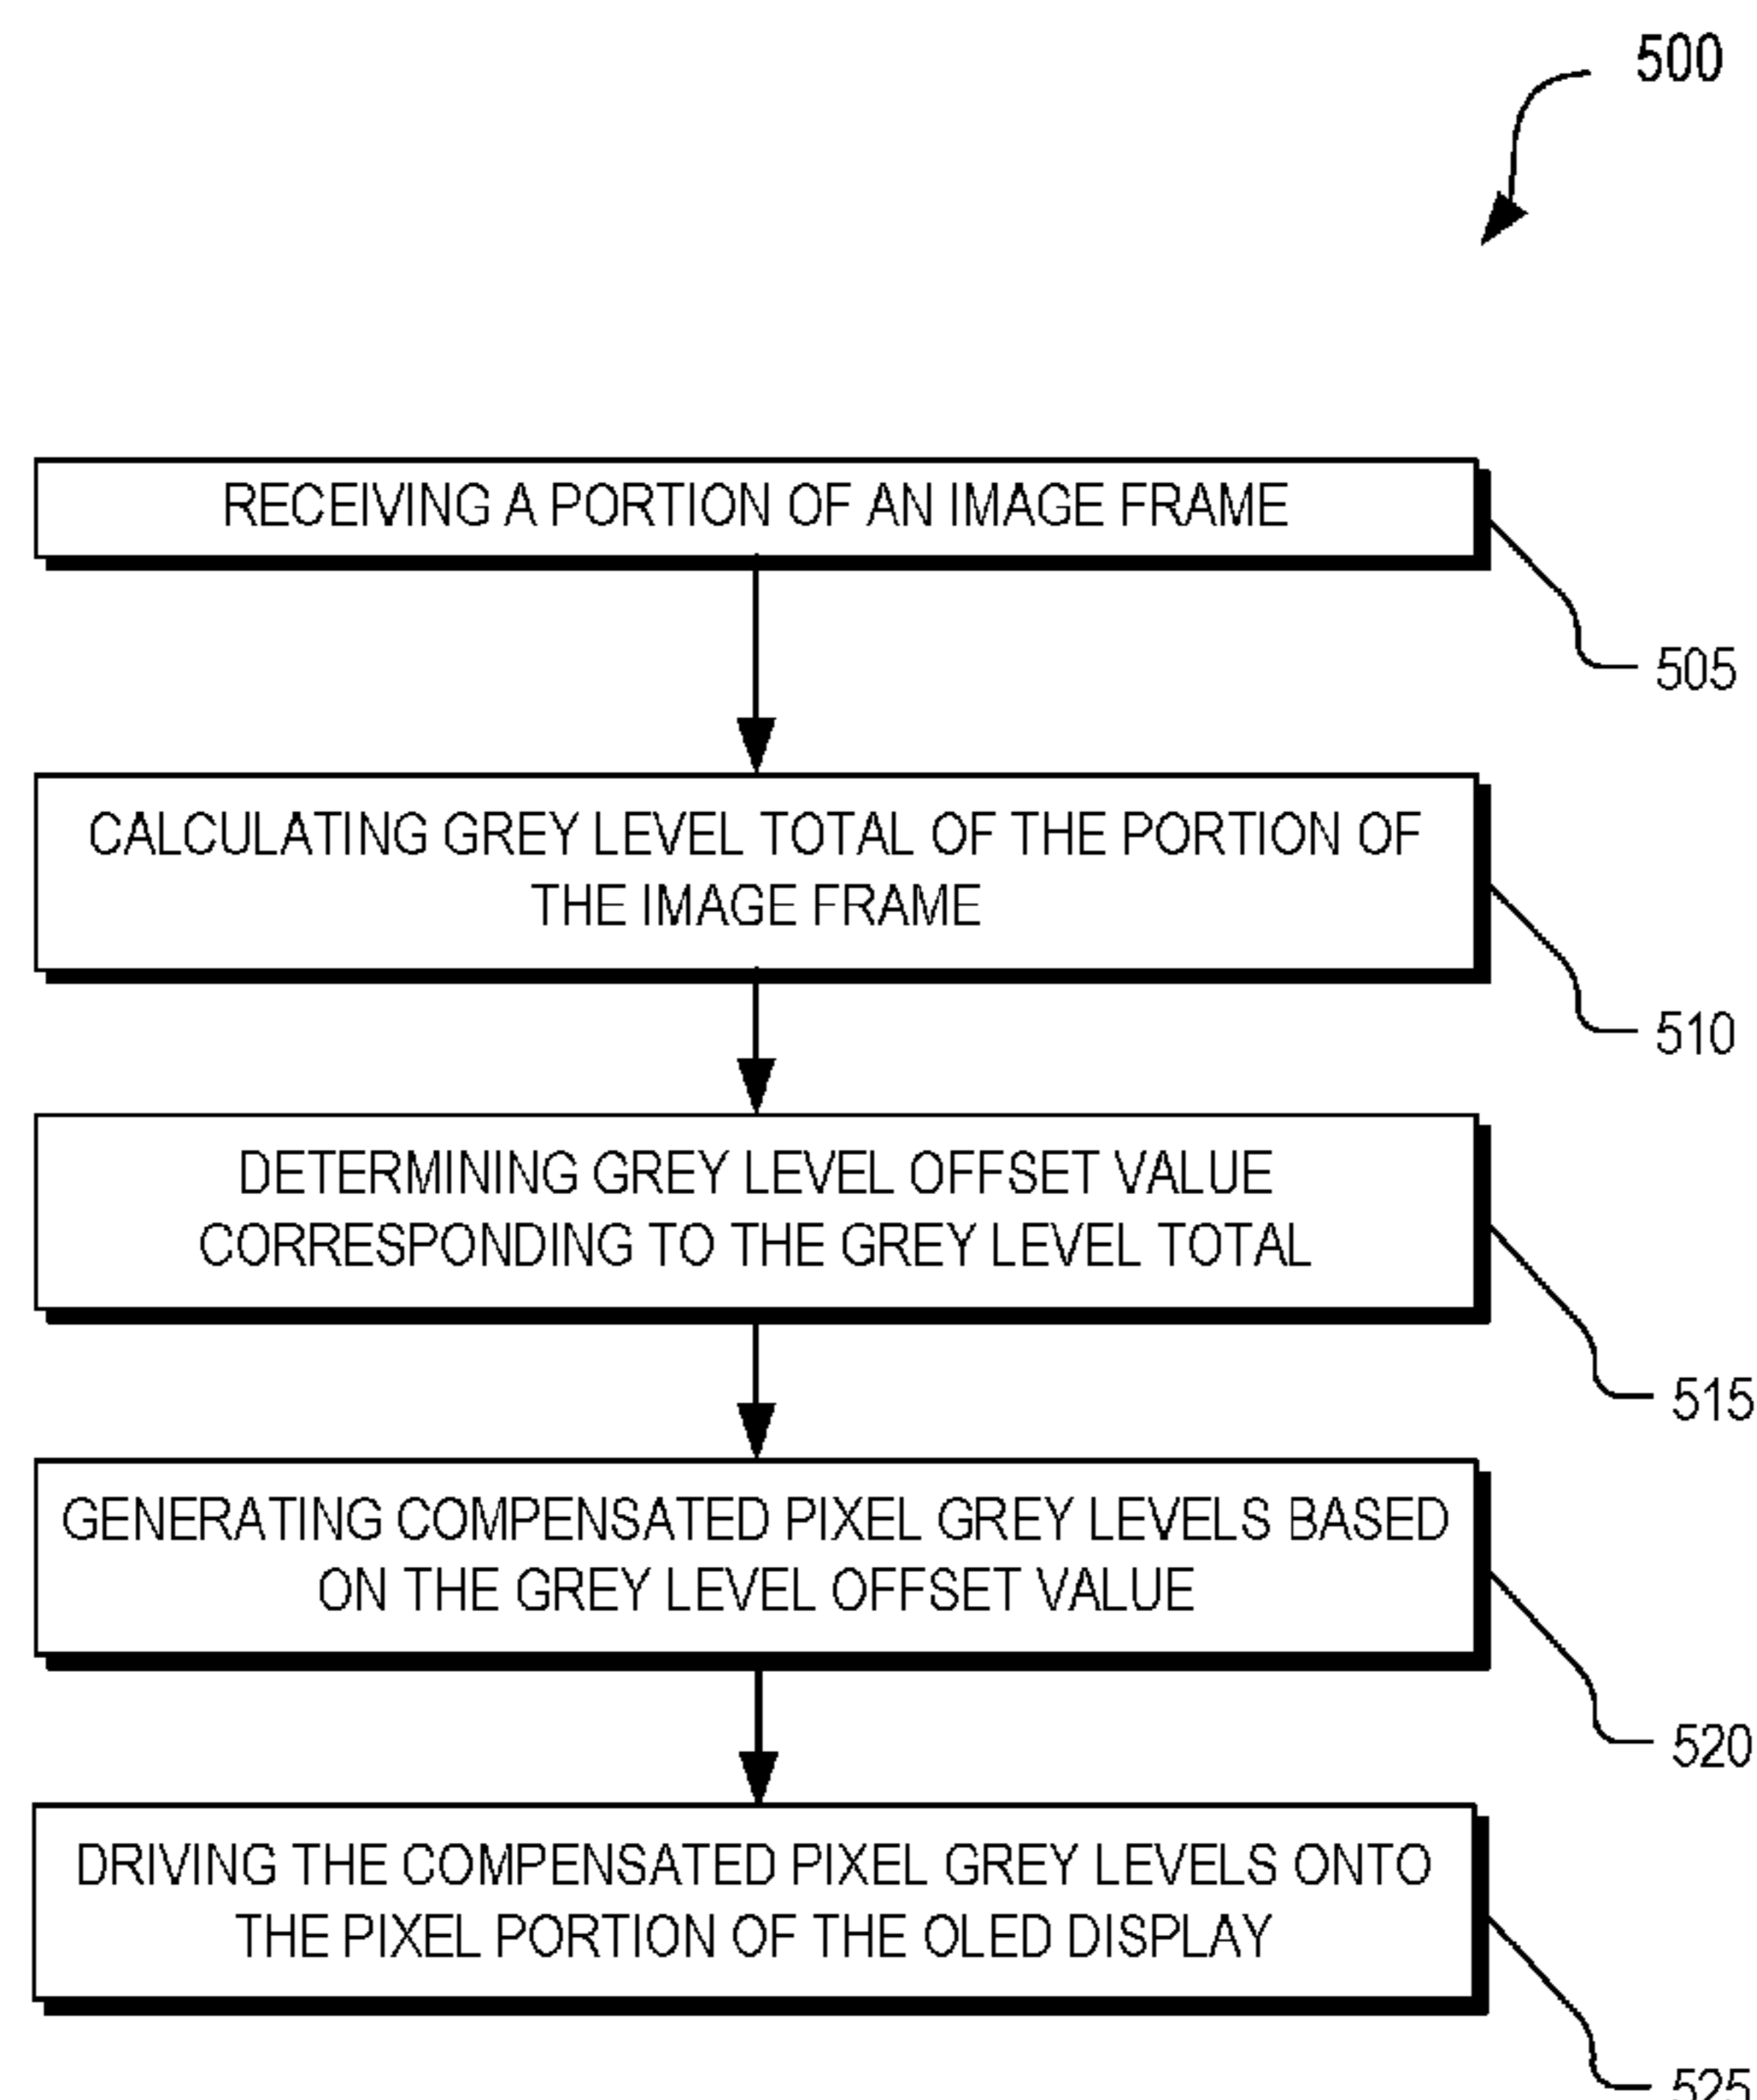 500
RECEIVING A PORTION OF AN IMAGE FRAME
505
CALCULATING GREY LEVEL TOTAL OF THE PORTION OF
THE IMAGE FRAME
510
DETERMINING GREY LEVEL OFFSET VALUE
CORRESPONDING TO THE GREY LEVEL TOTAL
515
GENERATING COMPENSATED PIXEL GREY LEVELS BASED
ON THE GREY LEVEL OFFSET VALUE
520
DRIVING THE COMPENSATED PIXEL GREY LEVELS ONTO
THE PIXEL PORTION OF THE OLED DISPLAY
525